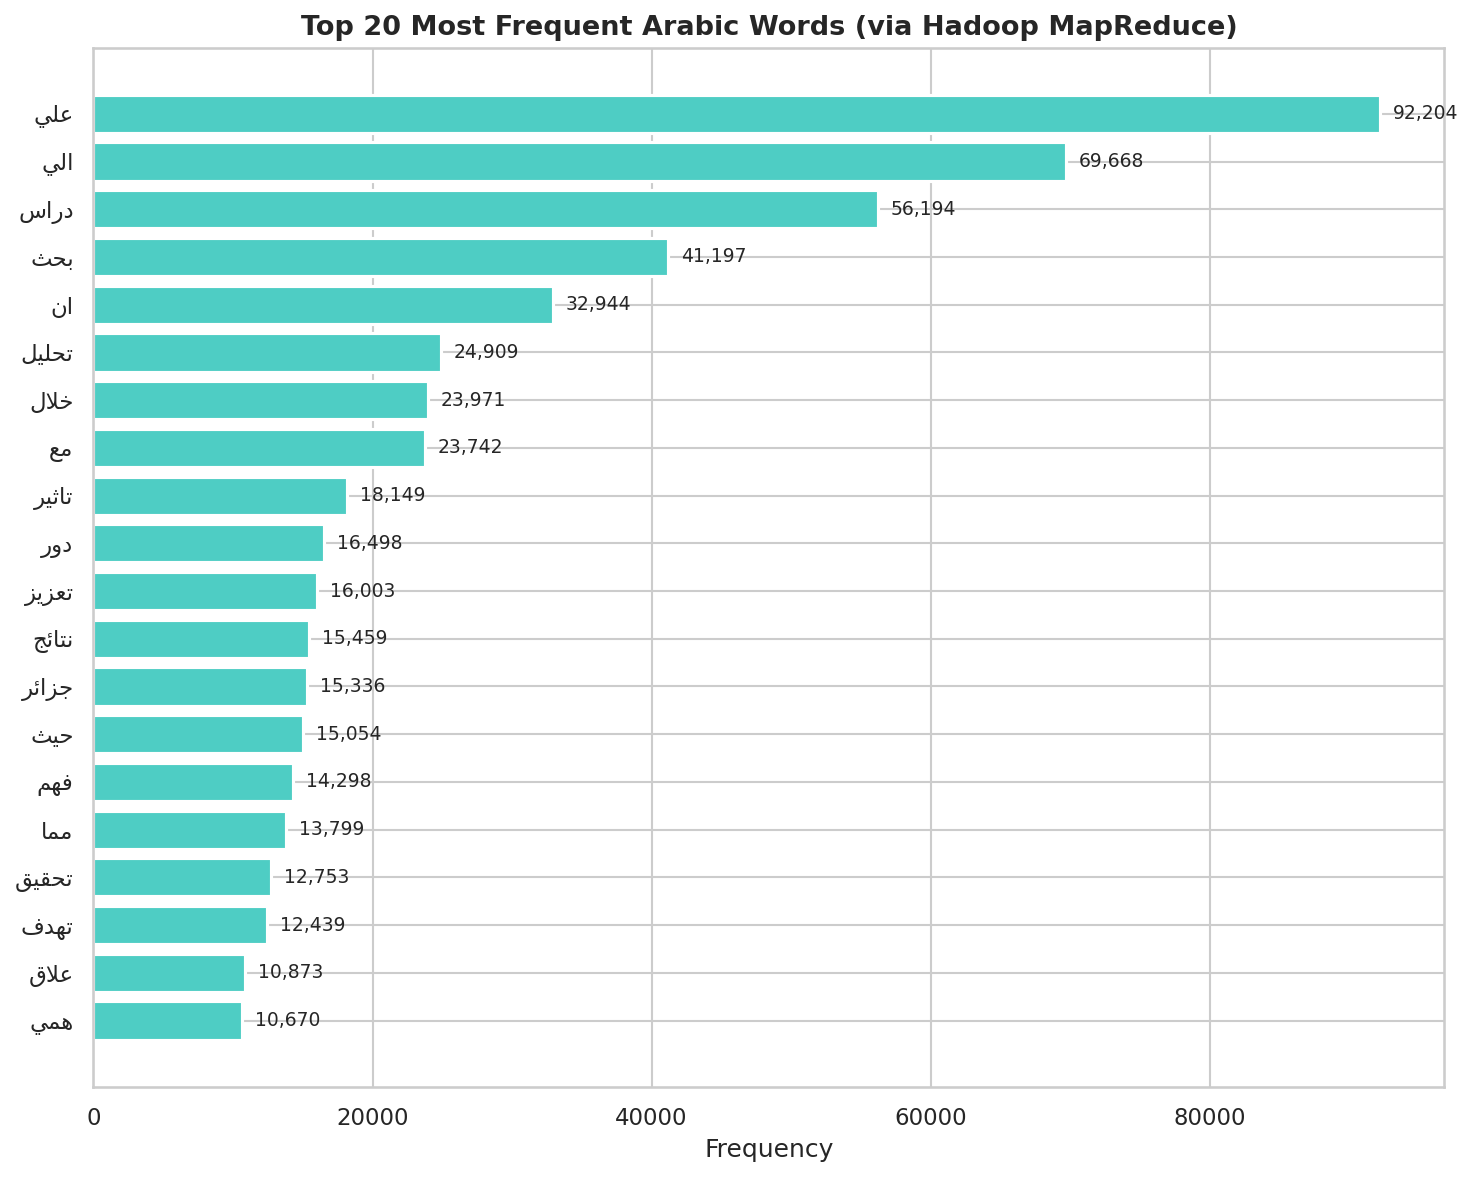 Top 20 Most Frequent Arabic Words (via Hadoop MapReduce)
علي 92,204
الي 69,668
دراس 56,194
بحث 41,197
ان 32,944
تحليل 24,909
خلال 23,971
مع 23,742
تاثير 18,149
دور 16,498
تعزيز 16,003
نتائج 15,459
جزائر 15,336
حيث 15,054
فهم 14,298
مما 13,799
تحقيق 12,753
تهدف 12,439
علاق 10,873
همي 10,670
0 20000 40000 60000 80000
Frequency